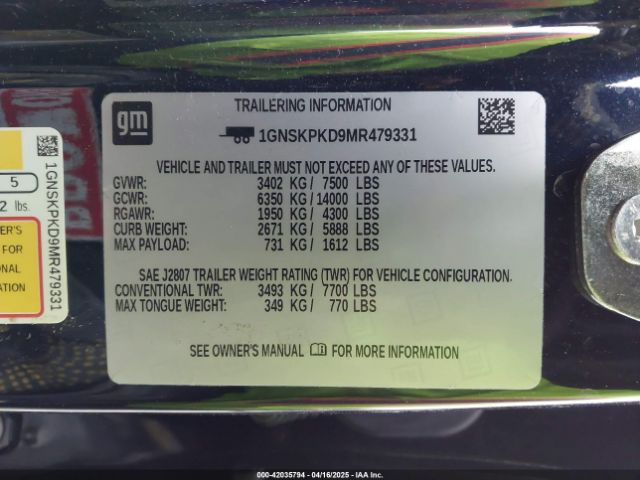 gm
TRAILERING INFORMATION
1GNSKPKD9MR479331
VEHICLE AND TRAILER MUST NOT EXCEED ANY OF THESE VALUES.
GVWR: 3402 KG / 7500 LBS
GCWR: 6350 KG / 14000 LBS
RGAWR: 1950 KG / 4300 LBS
CURB WEIGHT: 2671 KG / 5888 LBS
MAX PAYLOAD: 731 KG / 1612 LBS
SAE J2807 TRAILER WEIGHT RATING (TWR) FOR VEHICLE CONFIGURATION.
CONVENTIONAL TWR: 3493 KG / 7700 LBS
MAX TONGUE WEIGHT: 349 KG / 770 LBS
SEE OWNER'S MANUAL FOR MORE INFORMATION
5
2 lbs.
FOR
INFORMATION
1GNSKPKD9MR479331
000-42035794 - 04/16/2025 - IAA Inc.